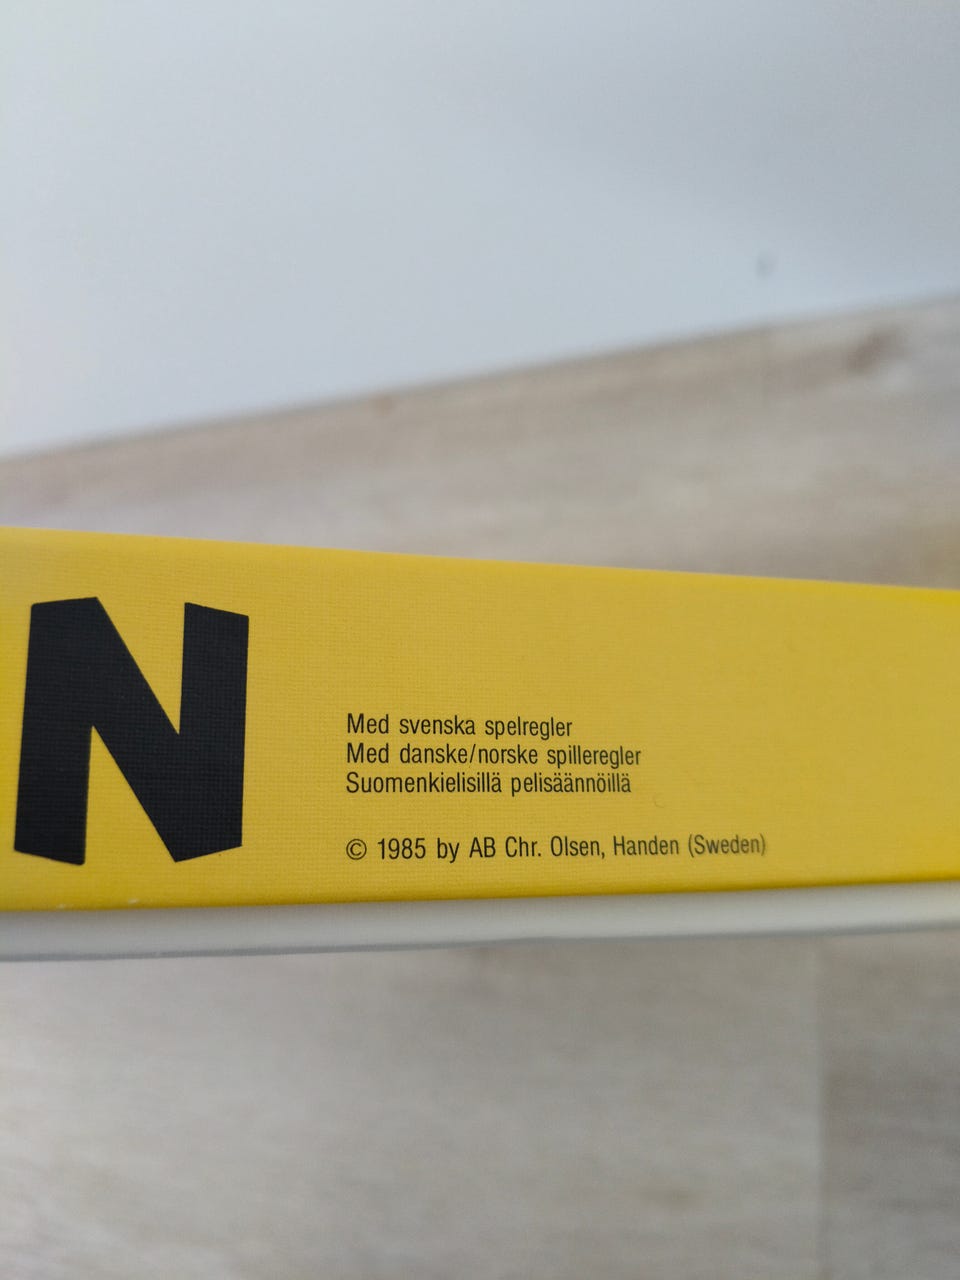 N
Med svenska spelregler
Med danske/norske spilleregler
Suomenkielisillä pelisäännöillä
© 1985 by AB Chr. Olsen, Handen (Sweden)